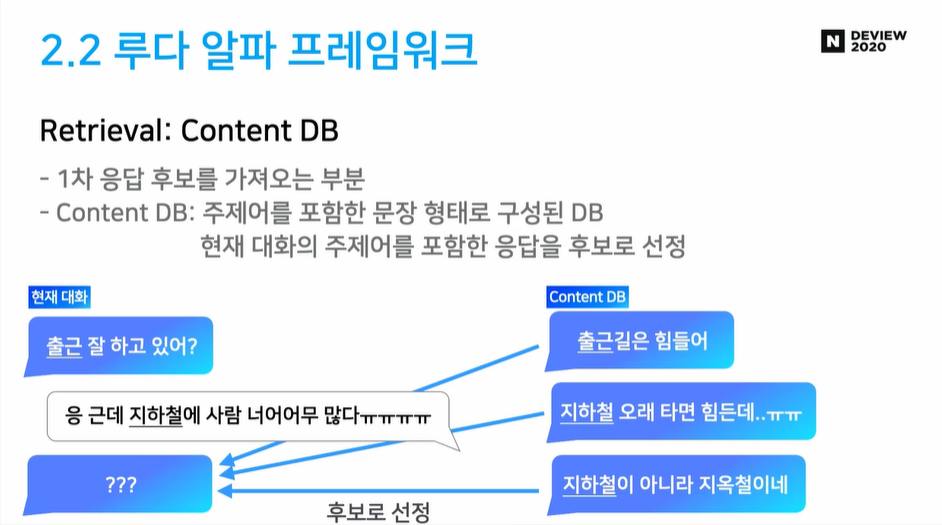 2.2 루다 알파 프레임워크
N DEVIEW
2020
Retrieval: Content DB
- 1차 응답 후보를 가져오는 부분
- Content DB: 주제어를 포함한 문장 형태로 구성된 DB
현재 대화의 주제어를 포함한 응답을 후보로 선정
현재 대화
출근 잘 하고 있어?
응 근데 지하철에 사람 너어어무 많다ㅠㅠㅠㅠ
???
Content DB
출근길은 힘들어
지하철 오래 타면 힘든데..ㅠㅠ
지하철이 아니라 지옥철이네
후보로 선정